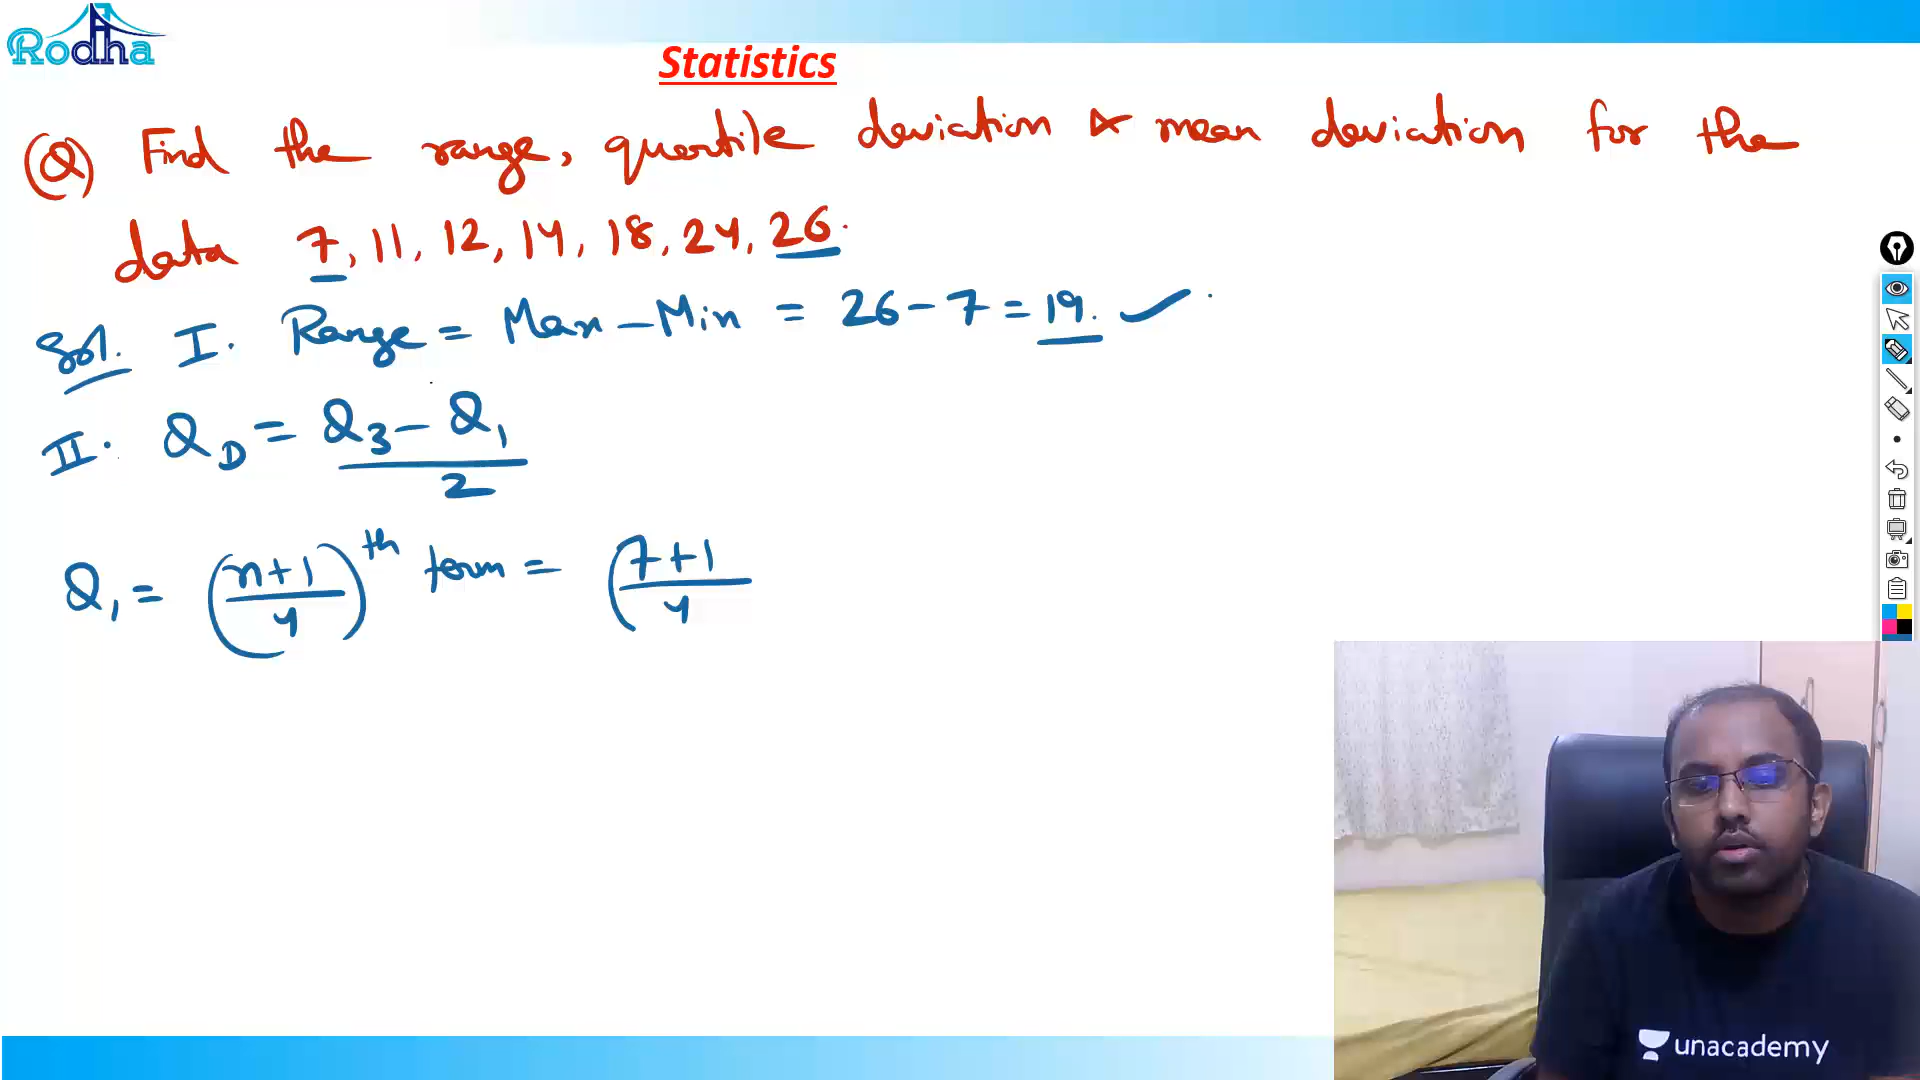 Rodha
Statistics
(Q) Find the range, quartile deviation & mean deviation for the
data 7, 11, 12, 14, 18, 24, 26.
Sol. I. Range = Max – Min = 26 – 7 = 19. ✓
II. Q_D = Q_3 – Q_1
2
Q_1 = (n+1/4)^th term = (7+1/4
unacademy